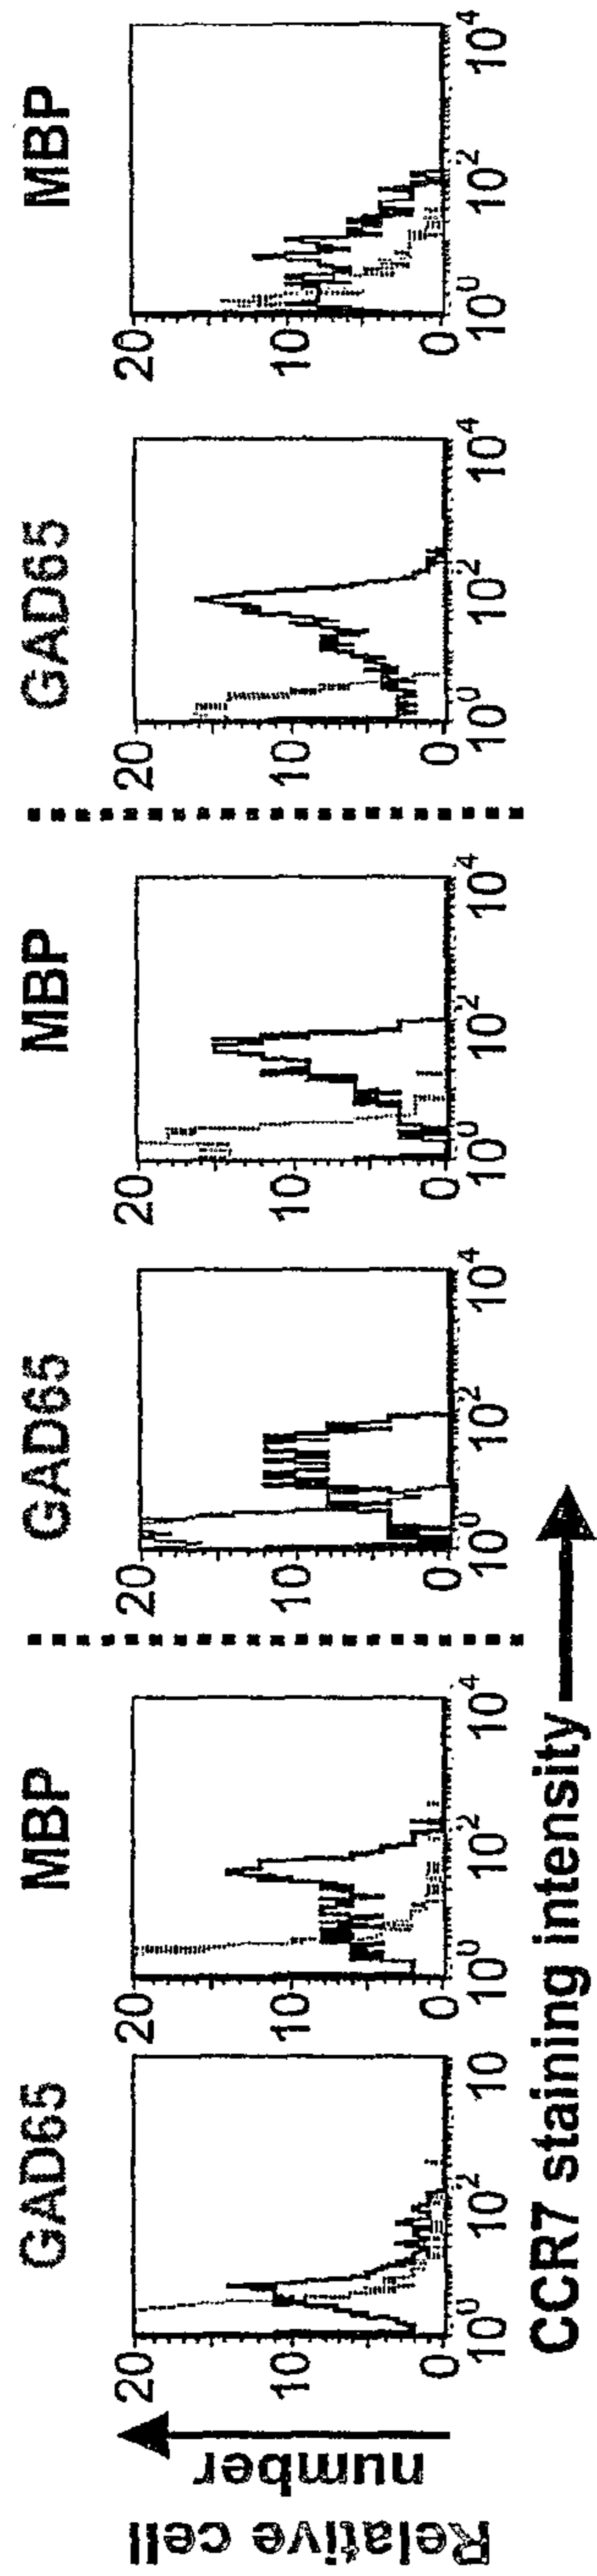 GAD65 MBP GAD65 MBP GAD65 MBP
20 20 20 20 20 20
10 10 10 10 10 10
0 0 0 0 0 0
10⁰ 10² 10 10⁰ 10² 10⁴ 10⁰ 10² 10⁴ 10⁰ 10² 10⁴ 10⁰ 10² 10⁴ 10⁰ 10² 10⁴
Relative cell
number
CCR7 staining intensity